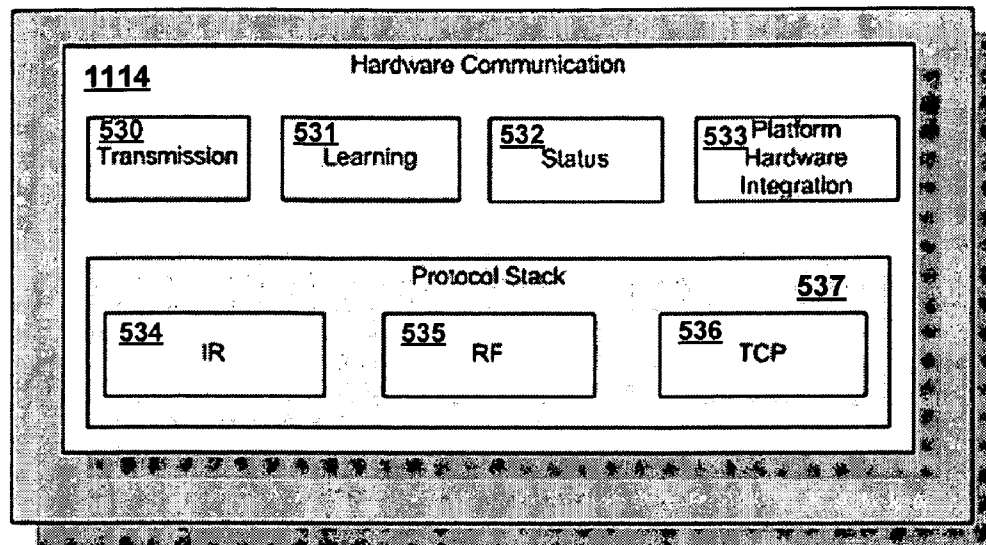 Hardware Communication
1114
530
Transmission
531
Learning
532
Status
533 Platform
Hardware
Integration
Protocol Stack
537
534
IR
535
RF
536
TCP